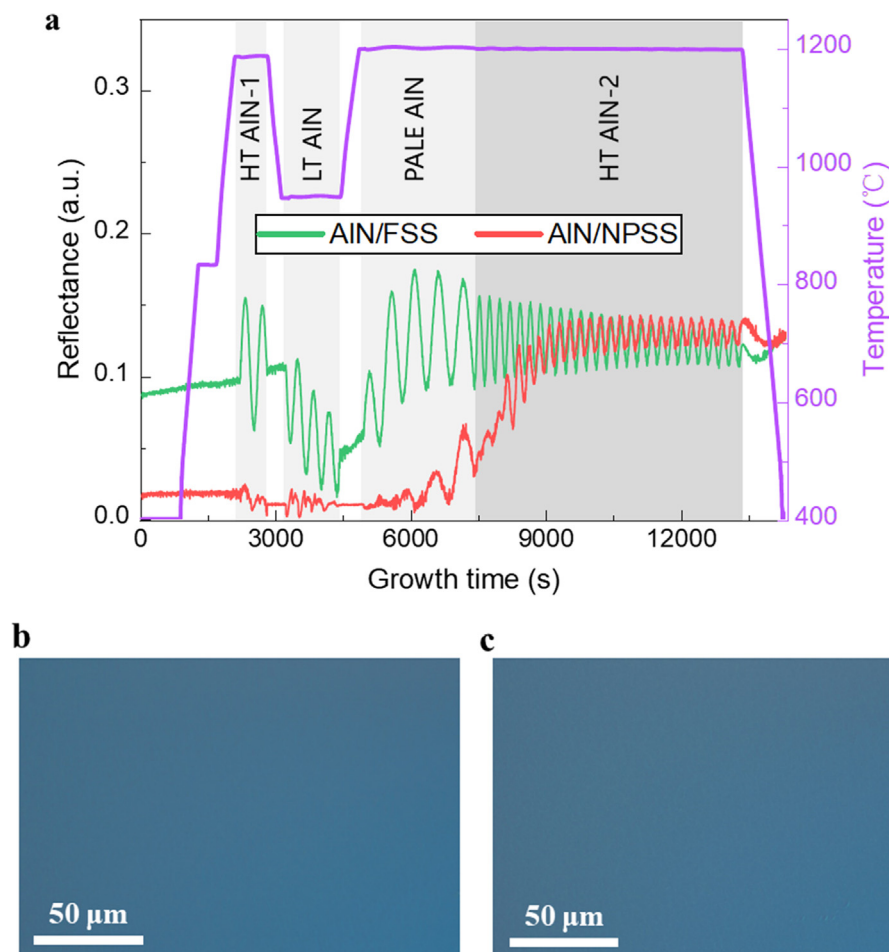 a
0.3
0.2
0.1
0.0
Reflectance (a.u.)
HT AlN-1
LT AlN
PALE AlN
HT AlN-2
AlN/FSS
AlN/NPSS
1200
1000
800
600
400
Temperature (℃)
0
3000
6000
9000
12000
Growth time (s)
b
c
50 μm
50 μm